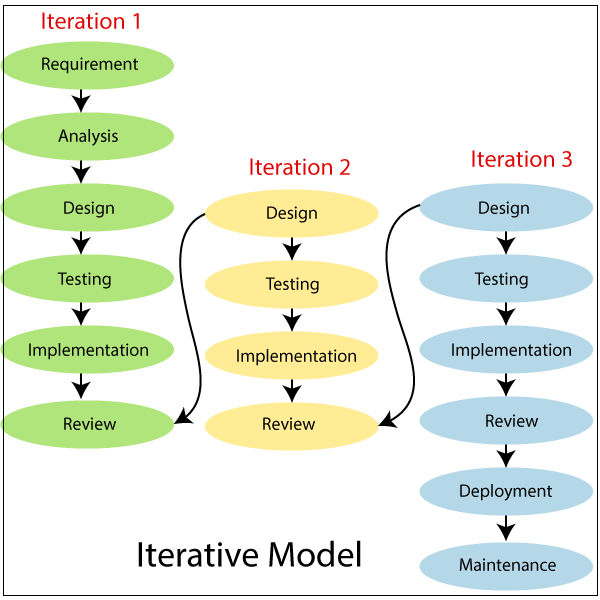 Iteration 1
Requirement
Analysis
Design
Testing
Implementation
Review
Iteration 2
Design
Testing
Implementation
Review
Iteration 3
Design
Testing
Implementation
Review
Deployment
Maintenance
Iterative Model